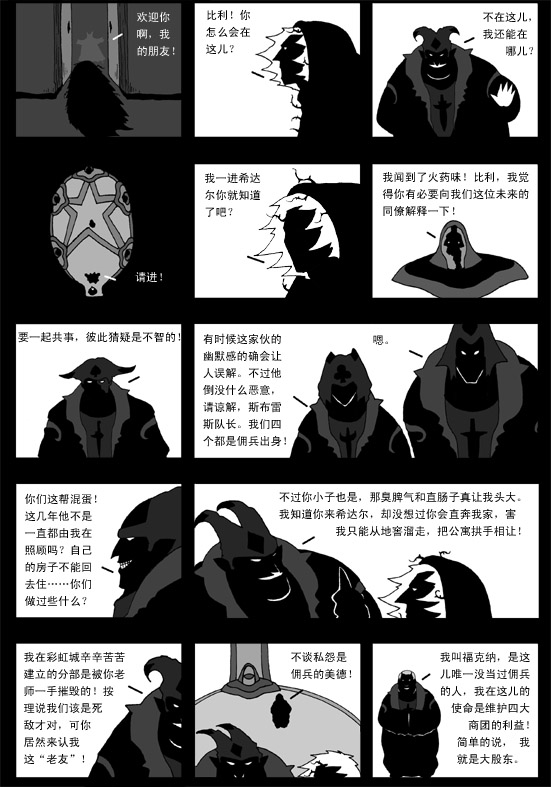 欢迎你
啊，我
的朋友！
比利！你
怎么会在
这儿？
不在这儿，
我还能在
哪儿？
请进！
我一进希达
尔你就知道
了吧？
我闻到了火药味！比利，我觉
得你有必要向我们这位未来的
同僚解释一下！
要一起共事，彼此猜疑是不智的！
有时候这家伙的
幽默感的确会让
人误解。不过他
倒没什么恶意，
请谅解，斯布雷
斯队长。我们四
个都是佣兵出身！
嗯。
你们这帮混蛋！
这几年他不是
一直都由我在
照顾吗？自己
的房子不能回
去住……你们
做过些什么？
不过你小子也是，那臭脾气和直肠子真让我头大。
我知道你来希达尔，却没想过你会直奔我家，害
我只能从地窖溜走，把公寓拱手相让！
我在彩虹城辛辛苦苦
建立的分部是被你老
师一手摧毁的！按
理说我们该是死
敌才对，可你
居然来认我
这“老友”！
不谈私怨是
佣兵的美德！
我叫福克纳，是这
儿唯一没当过佣兵
的人，我在这儿的
使命是维护四大
商团的利益！
简单的说，我
就是大股东。